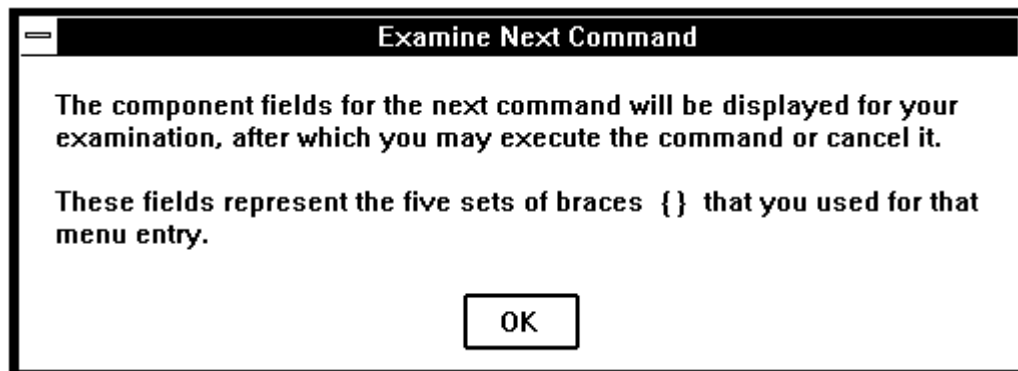 Examine Next Command
The component fields for the next command will be displayed for your
examination, after which you may execute the command or cancel it.
These fields represent the five sets of braces {} that you used for that
menu entry.
OK